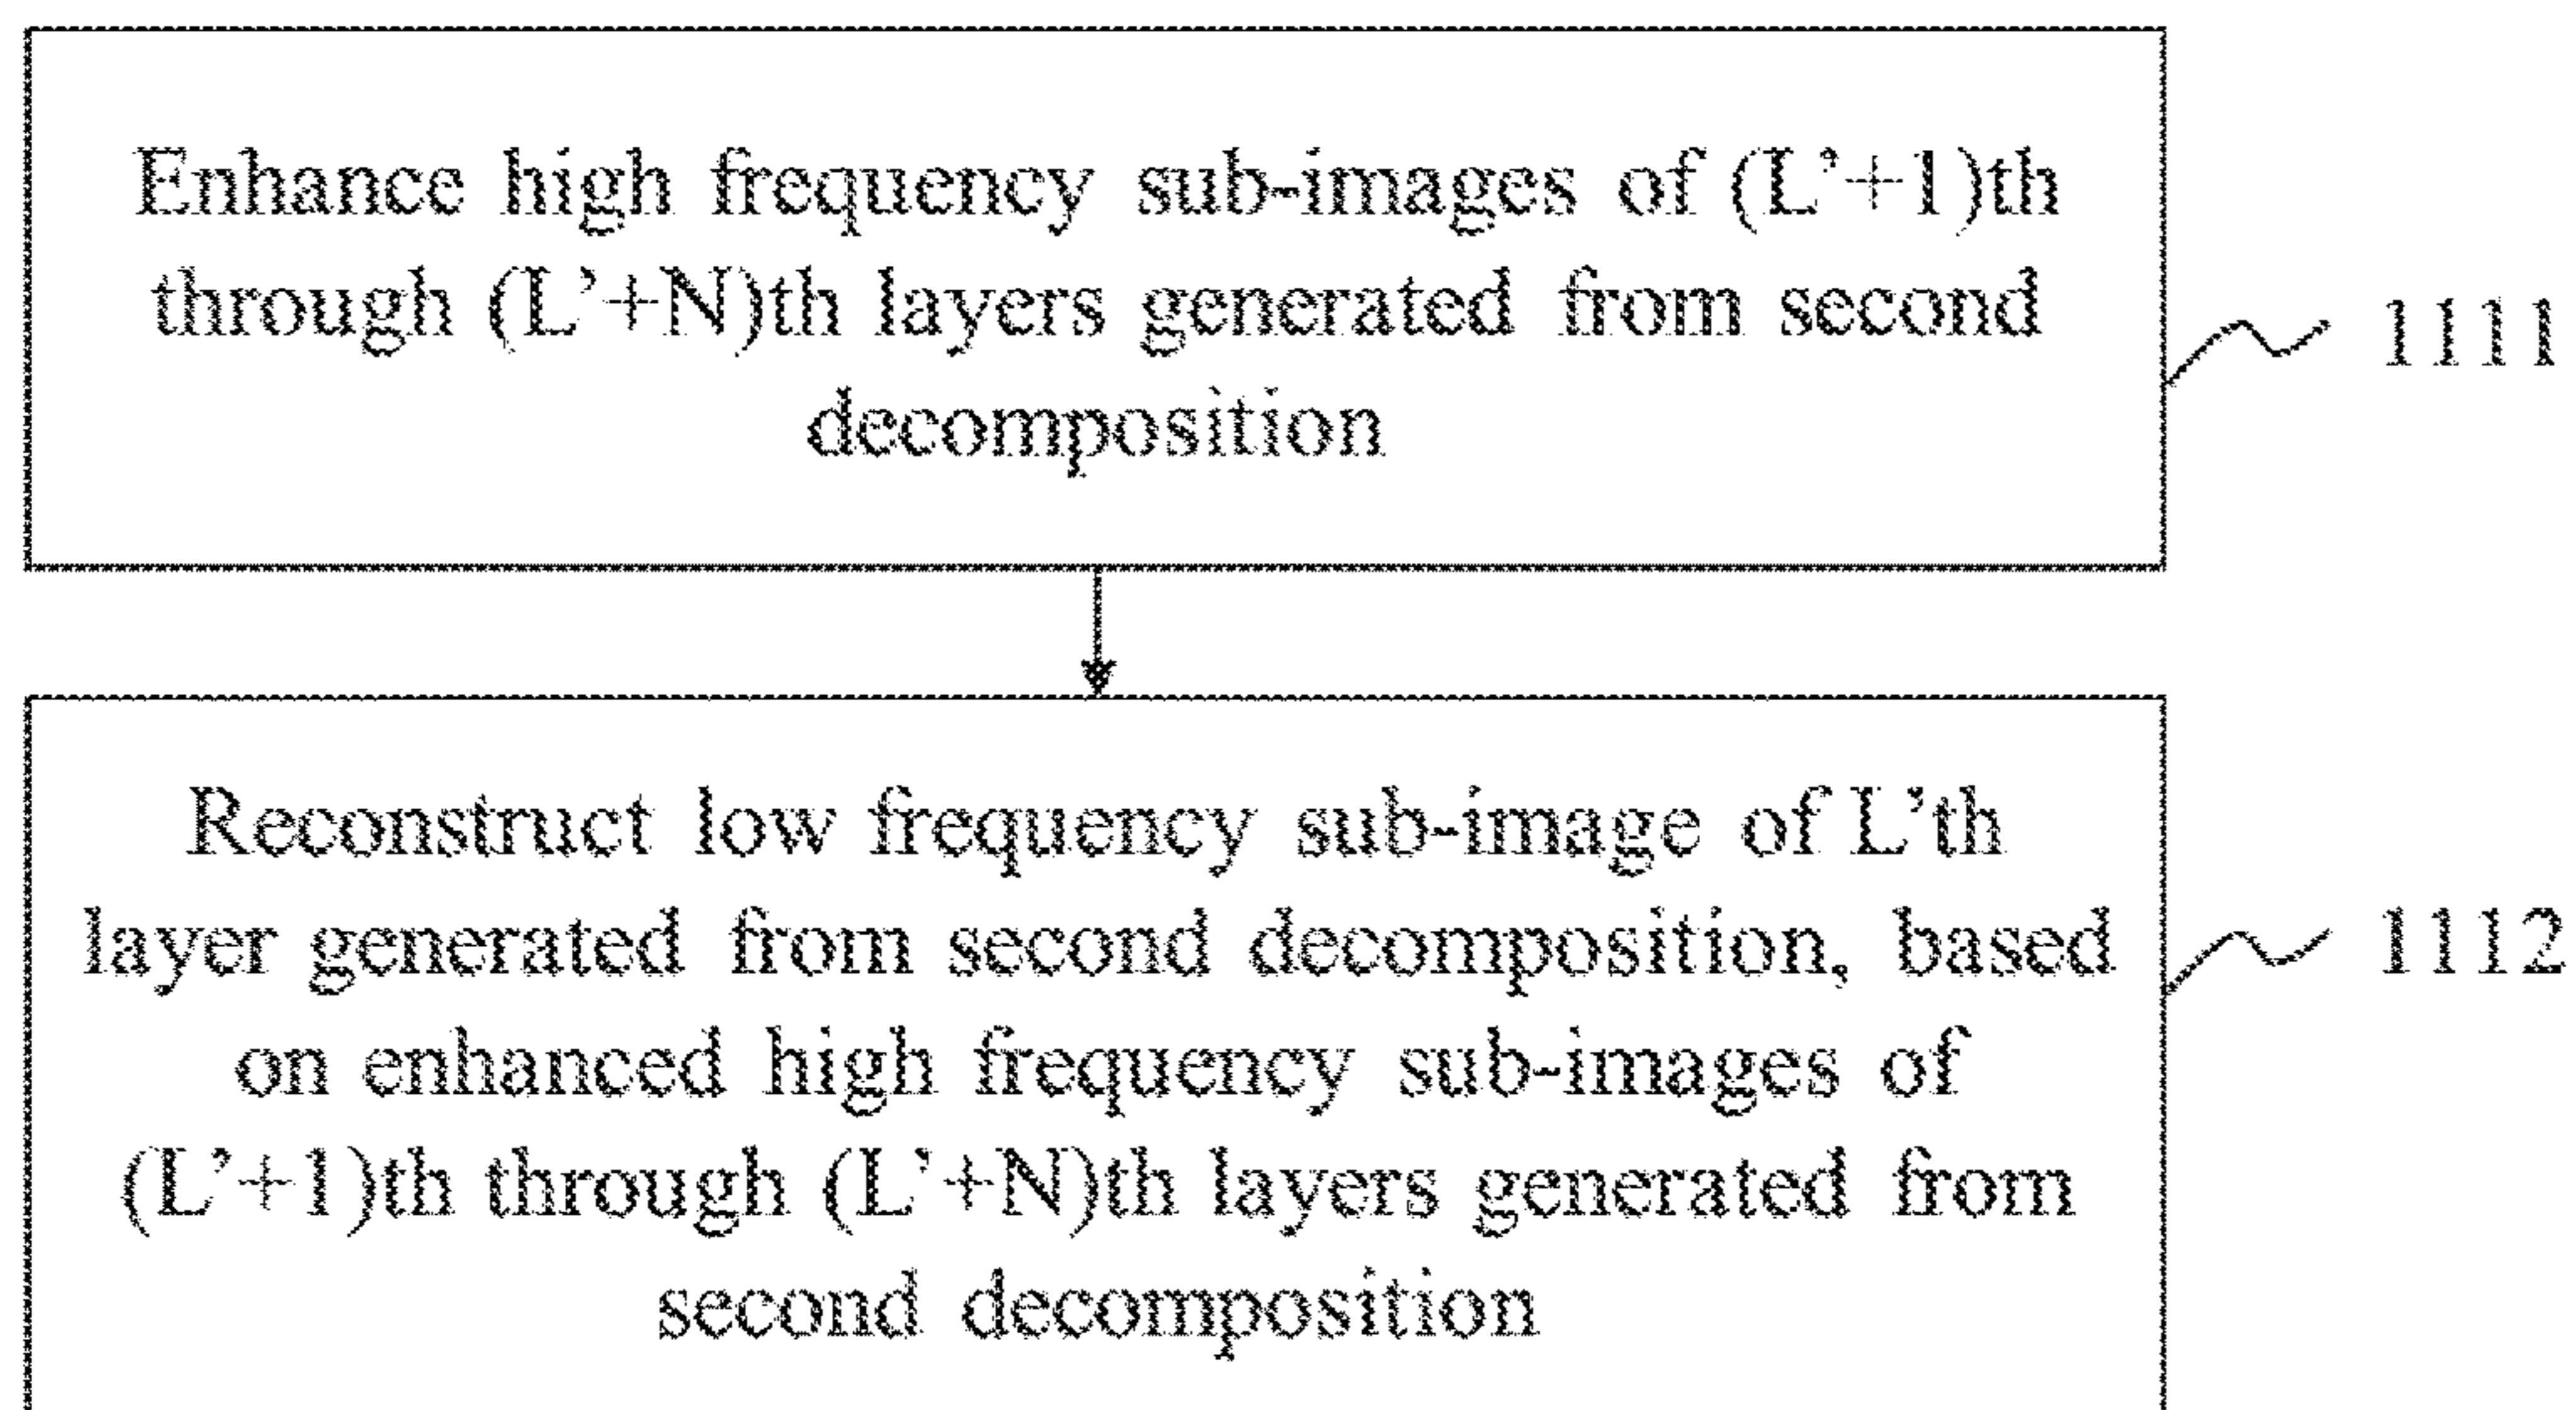 Enhance high frequency sub-images of (L’+1)th
through (L’+N)th layers generated from second
decomposition
1111
Reconstruct low frequency sub-image of L’th
layer generated from second decomposition, based
on enhanced high frequency sub-images of
(L’+1)th through (L’+N)th layers generated from
second decomposition
1112